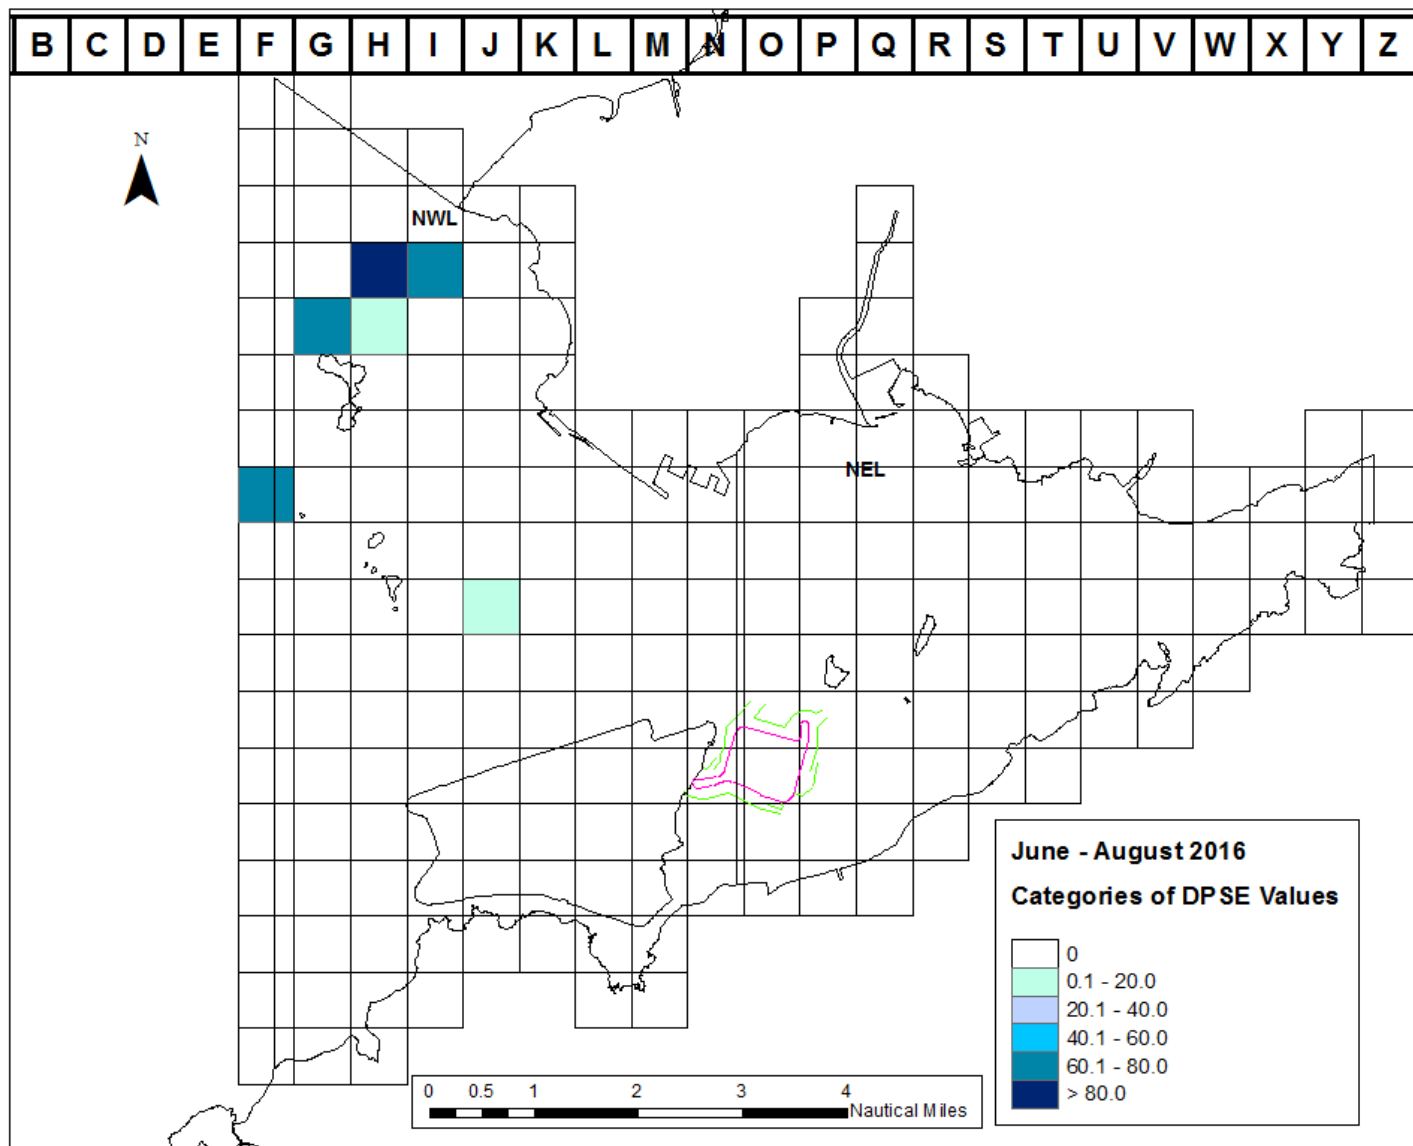 B C D E F G H I J K L M N O P Q R S T U V W X Y Z
N
NWL
NEL
June - August 2016
Categories of DPSE Values
0
0.1 - 20.0
20.1 - 40.0
40.1 - 60.0
60.1 - 80.0
> 80.0
0 0.5 1 2 3 4
Nautical Miles